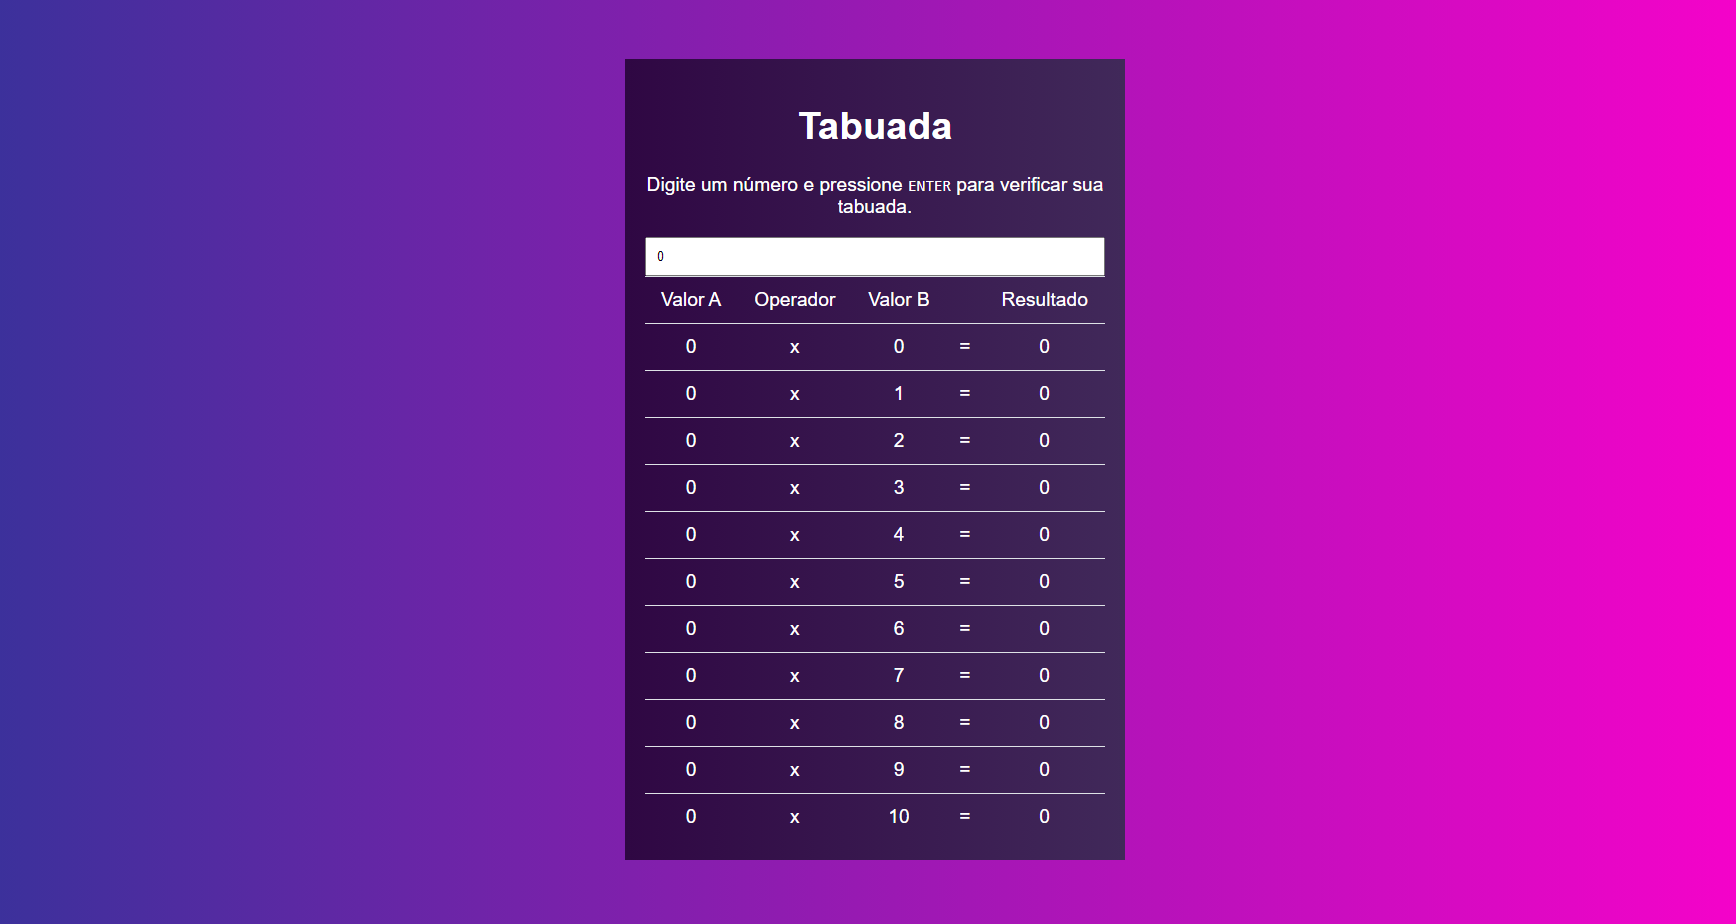 Tabuada
Digite um número e pressione ENTER para verificar sua
tabuada.
0
Valor A Operador Valor B Resultado
0 x 0 = 0
0 x 1 = 0
0 x 2 = 0
0 x 3 = 0
0 x 4 = 0
0 x 5 = 0
0 x 6 = 0
0 x 7 = 0
0 x 8 = 0
0 x 9 = 0
0 x 10 = 0